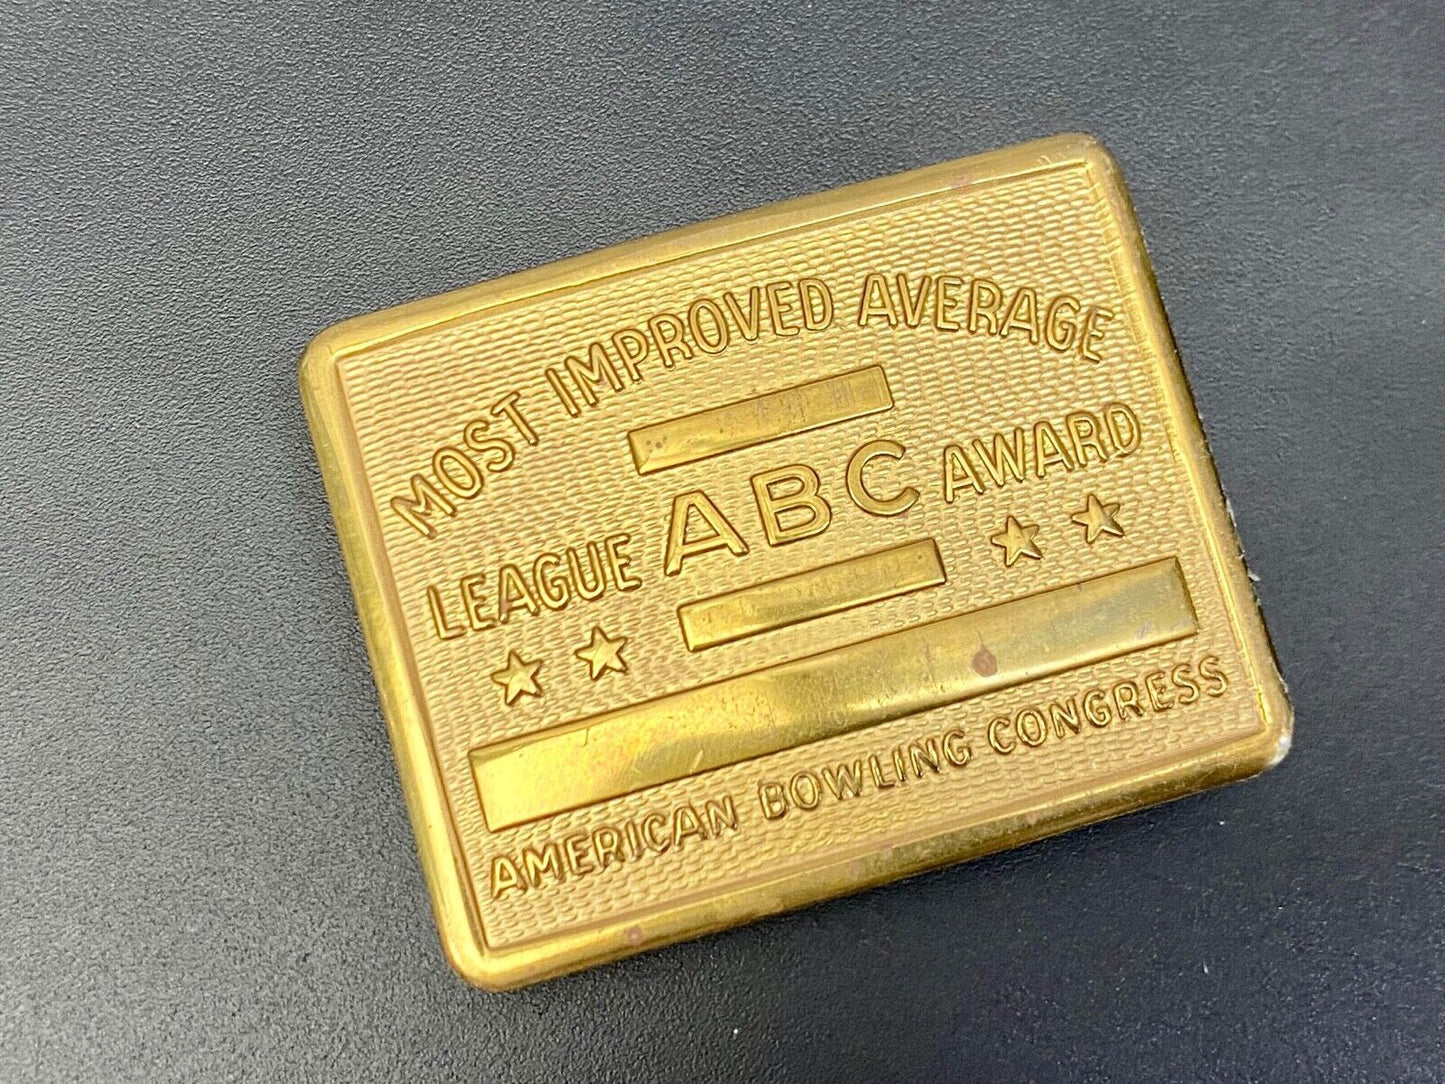 MOST IMPROVED AVERAGE
LEAGUE ABC AWARD
AMERICAN BOWLING CONGRESS